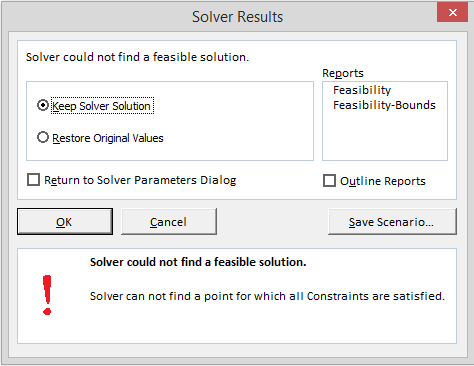 Solver Results
Solver could not find a feasible solution.
Reports
Feasibility
Feasibility-Bounds
Keep Solver Solution
Restore Original Values
Return to Solver Parameters Dialog
Outline Reports
OK
Cancel
Save Scenario...
Solver could not find a feasible solution.
Solver can not find a point for which all Constraints are satisfied.